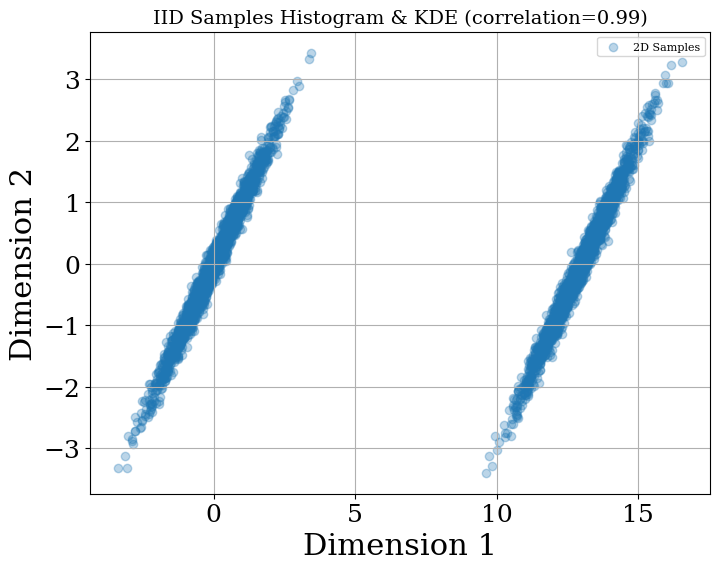 IID Samples Histogram & KDE (correlation=0.99)
2D Samples
Dimension 2
3
2
1
0
−1
−2
−3
0 5 10 15
Dimension 1